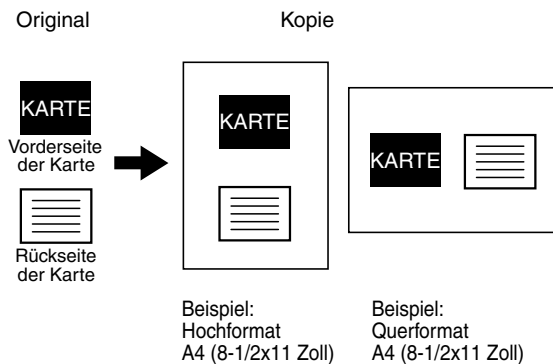 Original
Kopie
KARTE
Vorderseite
der Karte
Rückseite
der Karte
KARTE
KARTE
Beispiel:
Hochformat
A4 (8-1/2x11 Zoll)
Beispiel:
Querformat
A4 (8-1/2x11 Zoll)